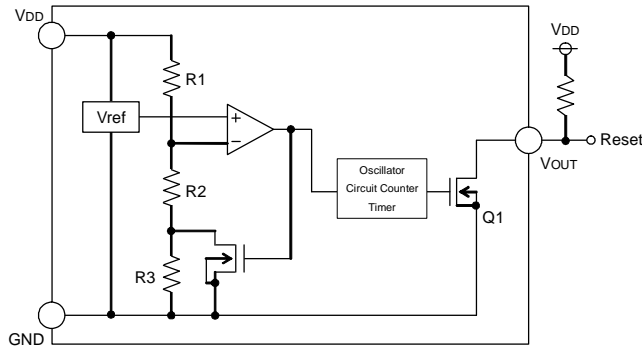 VDD
VDD
R1
Vref
+
−
Reset
VOUT
Oscillator
Circuit Counter
Timer
R2
Q1
R3
GND